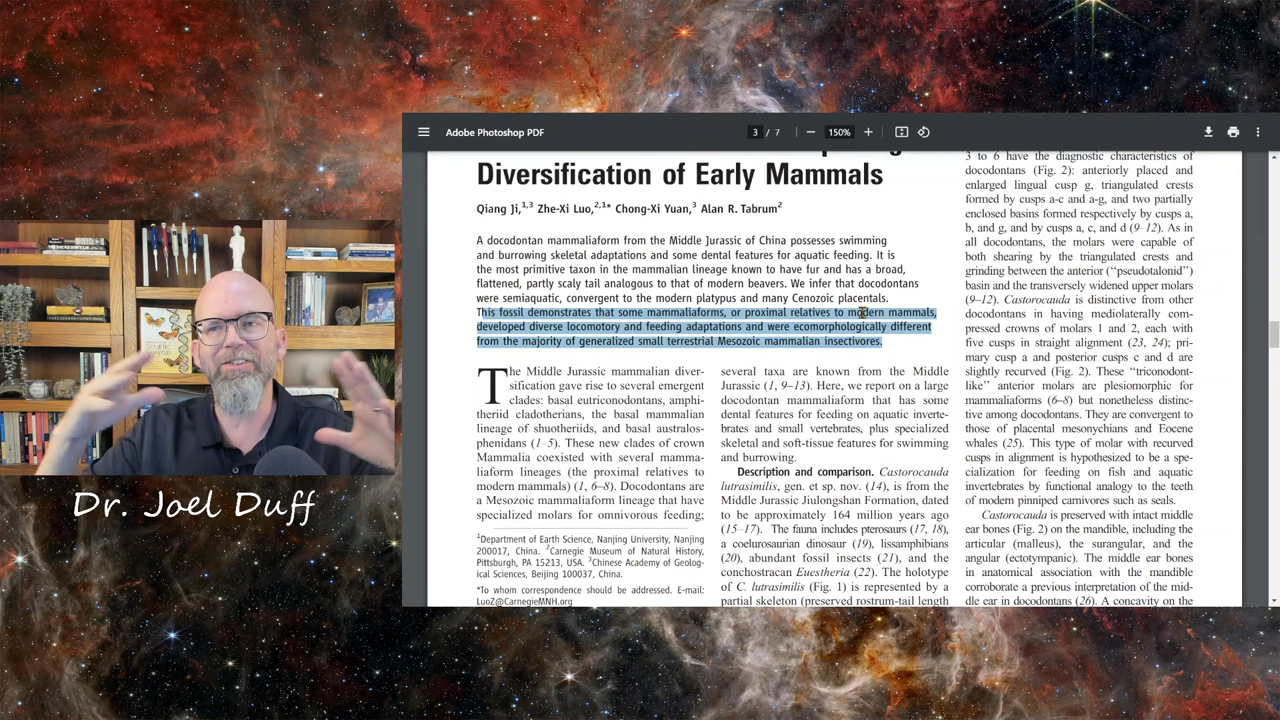 Adobe Photoshop PDF
3 / 7
150%
Diversification of Early Mammals
Qiang Ji,1,3 Zhe-Xi Luo,2,1* Chong-Xi Yuan,3 Alan R. Tabrum2
A docodontan mammaliaform from the Middle Jurassic of China possesses swimming
and burrowing skeletal adaptations and some dental features for aquatic feeding. It is
the most primitive taxon in the mammalian lineage known to have fur and has a broad,
flattened, partly scaly tail analogous to that of modern beavers. We infer that docodontans
were semiaquatic, convergent to the modern platypus and many Cenozoic placentals.
This fossil demonstrates that some mammaliaforms, or proximal relatives to modern mammals,
developed diverse locomotory and feeding adaptations and were ecomorphologically different
from the majority of generalized small terrestrial Mesozoic mammalian insectivores.
The Middle Jurassic mammalian diver-
sification gave rise to several emergent
clades: basal eutriconodontans, amphi-
theriid cladotherians, the basal mammalian
lineage of shuotheriids, and basal australos-
phenidans (1–5). These new clades of crown
Mammalia coexisted with several mamma-
liaform lineages (the proximal relatives to
modern mammals) (1, 6–8). Docodontans are
a Mesozoic mammaliaform lineage that have
specialized molars for omnivorous feeding;
1Department of Earth Science, Nanjing University, Nanjing
200017, China. 2Carnegie Museum of Natural History,
Pittsburgh, PA 15213, USA. 3Chinese Academy of Geolog-
ical Sciences, Beijing 100037, China.
*To whom correspondence should be addressed. E-mail:
LuoZ@CarnegieMNH.org
several taxa are known from the Middle
Jurassic (1, 9–13). Here, we report on a large
docodontan mammaliaform that has some
dental features for feeding on aquatic inverte-
brates and small vertebrates, plus specialized
skeletal and soft-tissue features for swimming
and burrowing.
Description and comparison. Castorocauda
lutrasimilis, gen. et sp. nov. (14), is from the
Middle Jurassic Jiulongshan Formation, dated
to be approximately 164 million years ago
(15–17). The fauna includes pterosaurs (17, 18),
a coelurosaurian dinosaur (19), lissamphibians
(20), abundant fossil insects (21), and the
conchostracan Euestheria (22). The holotype
of C. lutrasimilis (Fig. 1) is represented by a
partial skeleton (preserved rostrum-tail length
3 to 6 have the diagnostic characteristics of
docodontans (Fig. 2): anteriorly placed and
enlarged lingual cusp g, triangulated crests
formed by cusps a-c and a-g, and two partially
enclosed basins formed respectively by cusps a,
b, and g, and by cusps a, c, and d (9–12). As in
all docodontans, the molars were capable of
both shearing by the triangulated crests and
grinding between the anterior (‘‘pseudotalonid’’)
basin and the transversely widened upper molars
(9–12). Castorocauda is distinctive from other
docodontans in having mediolaterally com-
pressed crowns of molars 1 and 2, each with
five cusps in straight alignment (23, 24); pri-
mary cusp a and posterior cusps c and d are
slightly recurved (Fig. 2). These ‘‘triconodont-
like’’ anterior molars are plesiomorphic for
mammaliaforms (6–8) but nonetheless distinc-
tive among docodontans. They are convergent to
those of placental mesonychians and Eocene
whales (25). This type of molar with recurved
cusps in alignment is hypothesized to be a spe-
cialization for feeding on fish and aquatic
invertebrates by functional analogy to the teeth
of modern pinniped carnivores such as seals.
Castorocauda is preserved with intact middle
ear bones (Fig. 2) on the mandible, including the
articular (malleus), the surangular, and the
angular (ectotympanic). The middle ear bones
in anatomical association with the mandible
corroborate a previous interpretation of the mid-
dle ear in docodontans (26). A concavity on the
Dr. Joel Duff